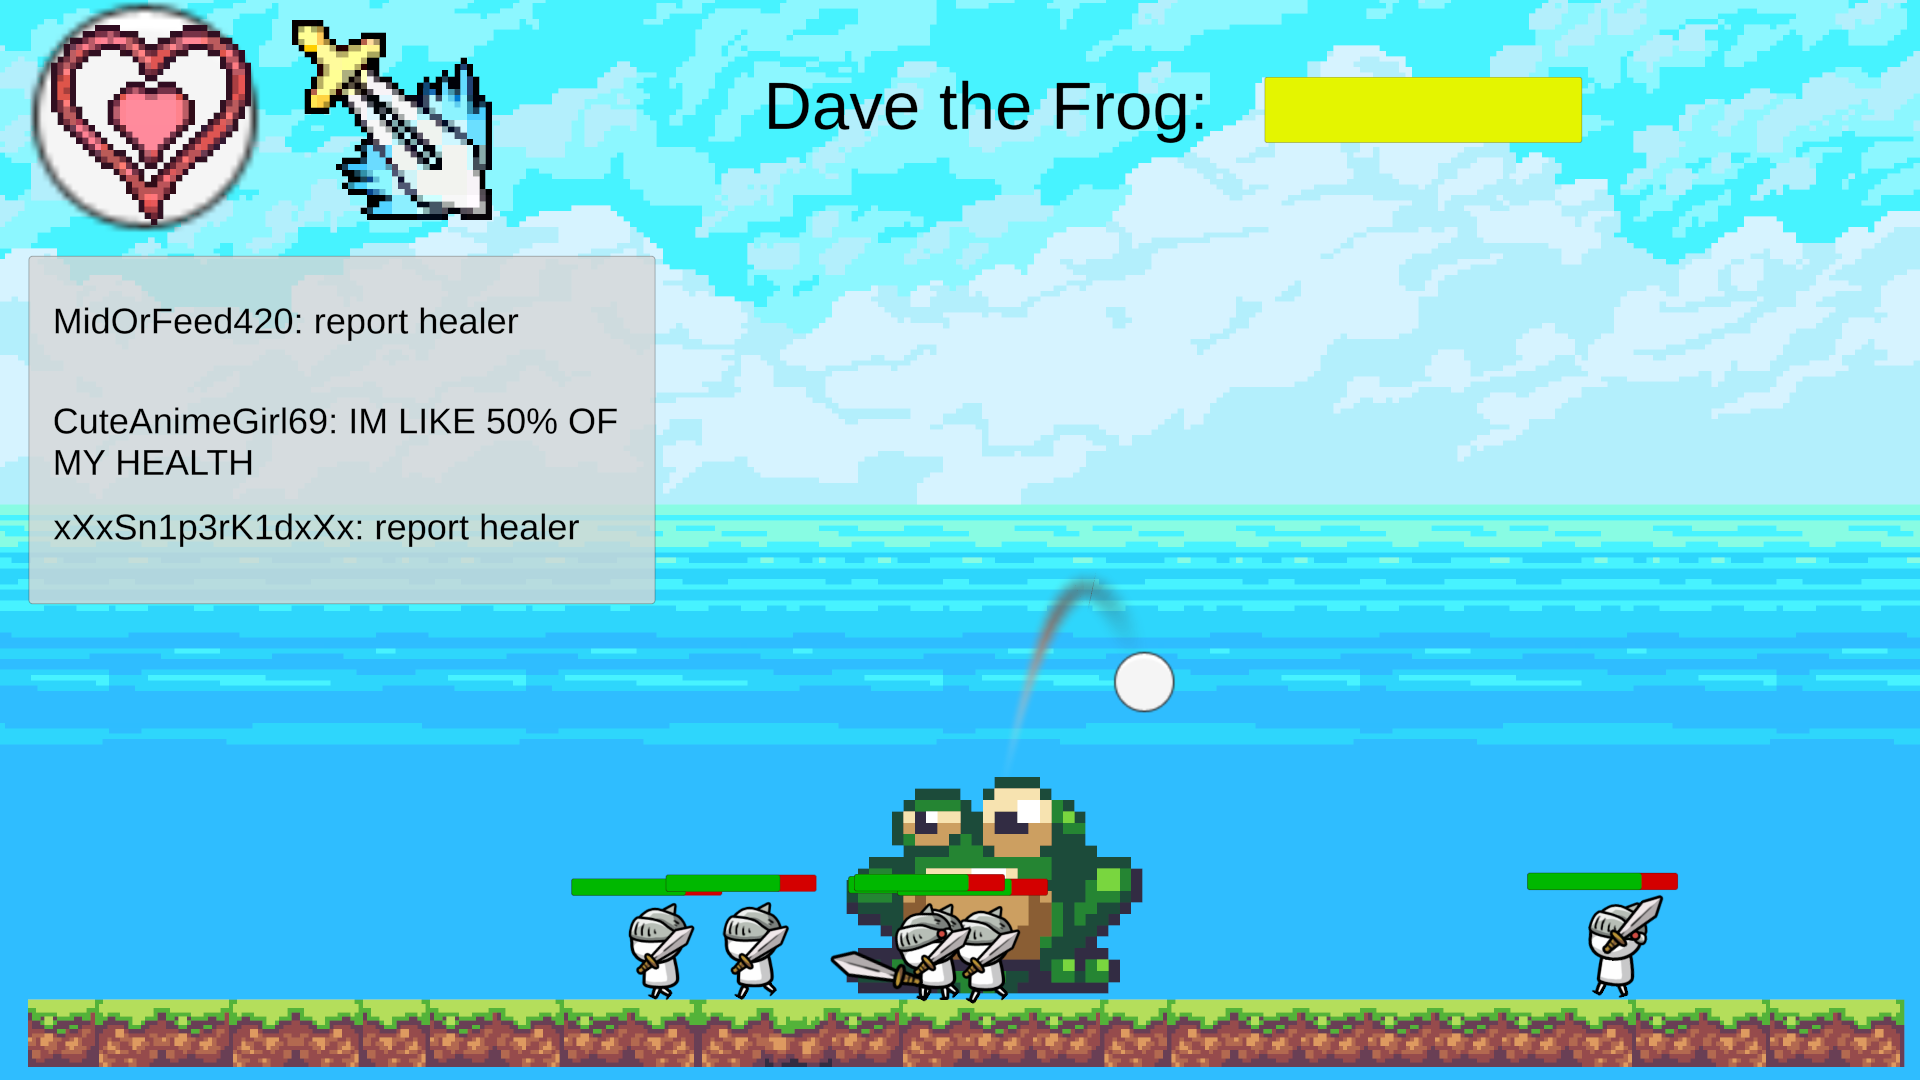 Dave the Frog:
MidOrFeed420: report healer
CuteAnimeGirl69: IM LIKE 50% OF
MY HEALTH
xXxSn1p3rK1dxXx: report healer